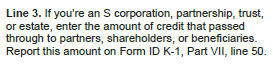 Line 3. If you're an S corporation, partnership, trust,
or estate, enter the amount of credit that passed
through to partners, shareholders, or beneficiaries.
Report this amount on Form ID K-1, Part VII, line 50.